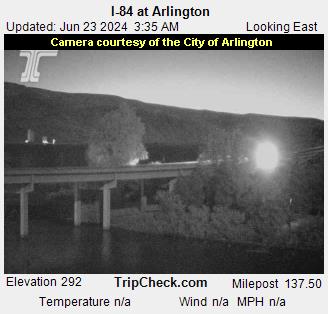 I-84 at Arlington
Updated: Jun 23 2024 3:35 AM Looking East
Camera courtesy of the City of Arlington
Elevation 292 TripCheck.com Milepost 137.50
Temperature n/a Wind n/a MPH n/a